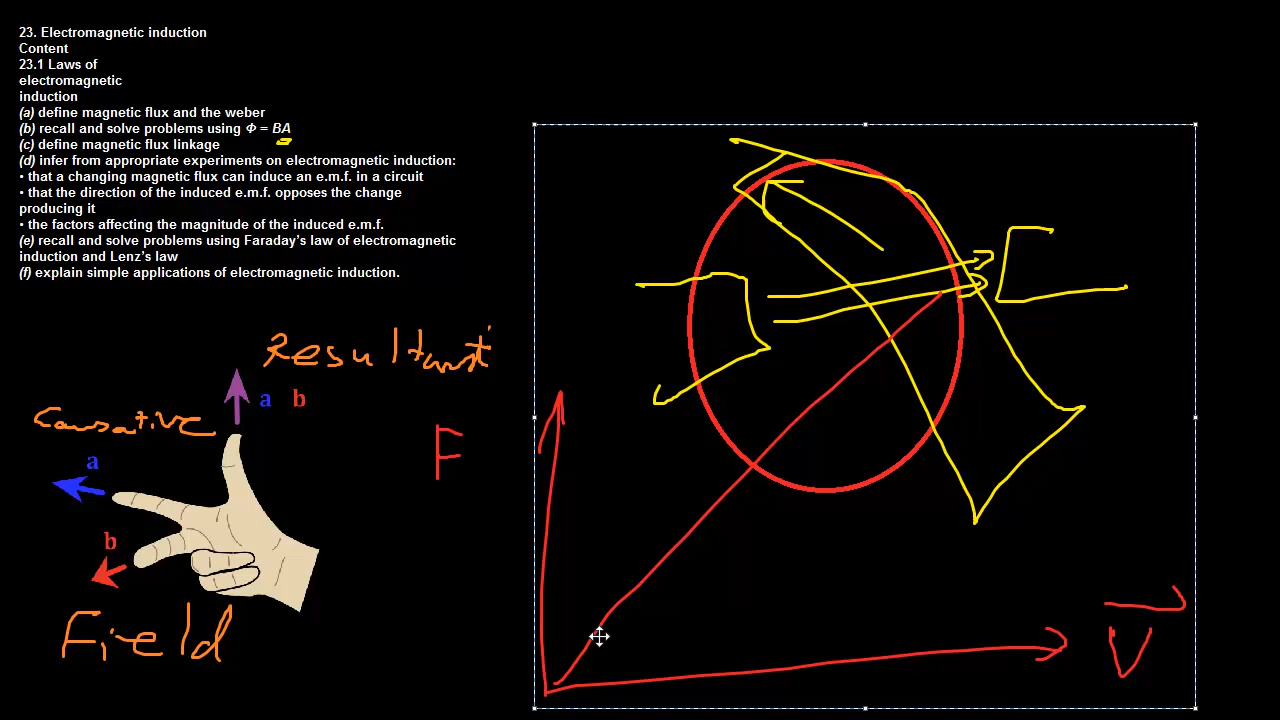 23. Electromagnetic induction
Content
23.1 Laws of
electromagnetic
induction
(a) define magnetic flux and the weber
(b) recall and solve problems using Φ = BA
(c) define magnetic flux linkage
(d) infer from appropriate experiments on electromagnetic induction:
• that a changing magnetic flux can induce an e.m.f. in a circuit
• that the direction of the induced e.m.f. opposes the change
producing it
• the factors affecting the magnitude of the induced e.m.f.
(e) recall and solve problems using Faraday's law of electromagnetic
induction and Lenz's law
(f) explain simple applications of electromagnetic induction.
Resultant
a b
Causative
F
a
b
Field
V